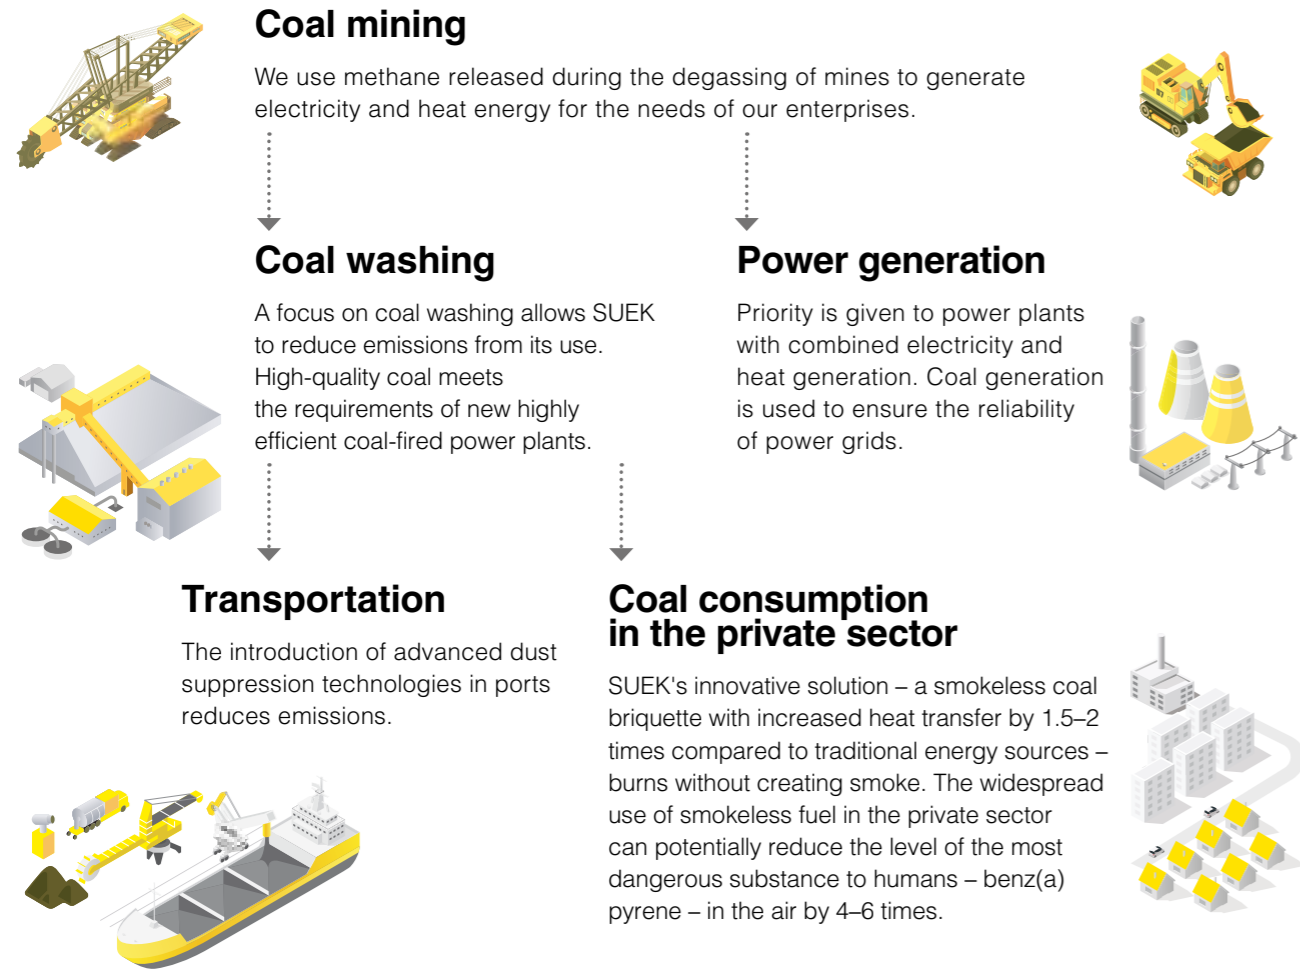 Coal mining
We use methane released during the degassing of mines to generate
electricity and heat energy for the needs of our enterprises.
Coal washing
A focus on coal washing allows SUEK
to reduce emissions from its use.
High-quality coal meets
the requirements of new highly
efficient coal-fired power plants.
Power generation
Priority is given to power plants
with combined electricity and
heat generation. Coal generation
is used to ensure the reliability
of power grids.
Transportation
The introduction of advanced dust
suppression technologies in ports
reduces emissions.
Coal consumption
in the private sector
SUEK's innovative solution – a smokeless coal
briquette with increased heat transfer by 1.5–2
times compared to traditional energy sources –
burns without creating smoke. The widespread
use of smokeless fuel in the private sector
can potentially reduce the level of the most
dangerous substance to humans – benz(a)
pyrene – in the air by 4–6 times.